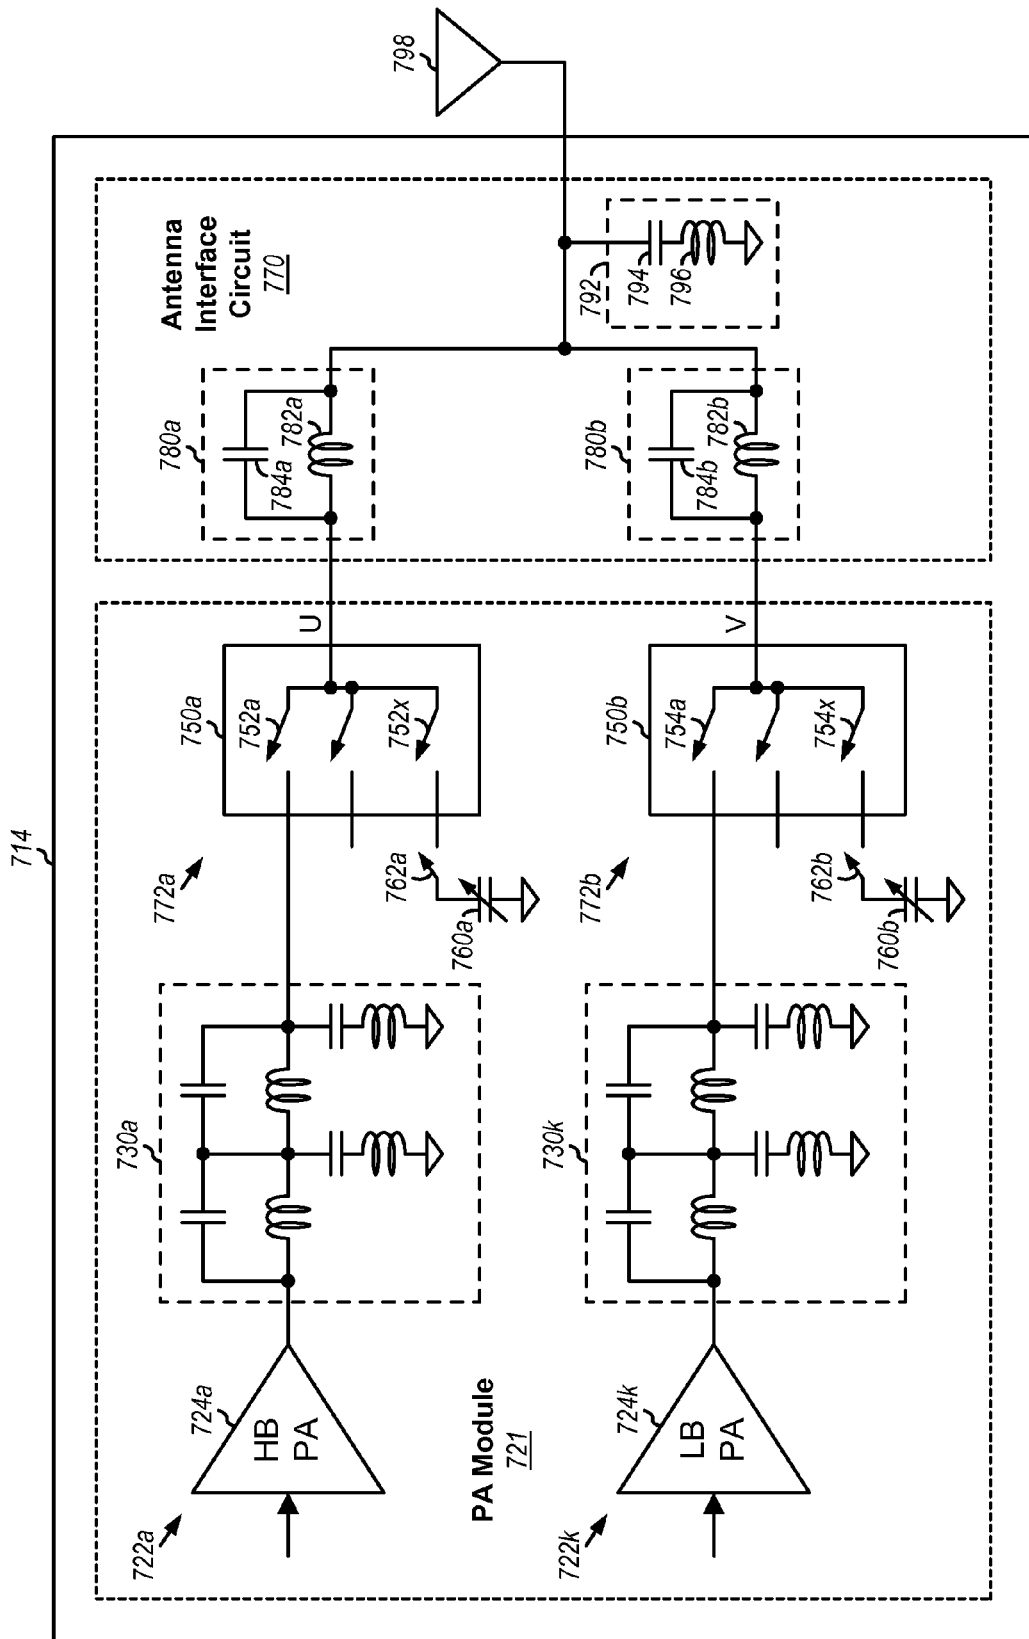 714
722a
724a
HB
PA
730a
772a
750a
752a
752x
762a
760a
U
780a
784a
782a
Antenna
Interface
Circuit
770
792
794
796
798
PA Module
721
722k
724k
LB
PA
730k
772b
750b
754a
754x
762b
760b
V
780b
784b
782b